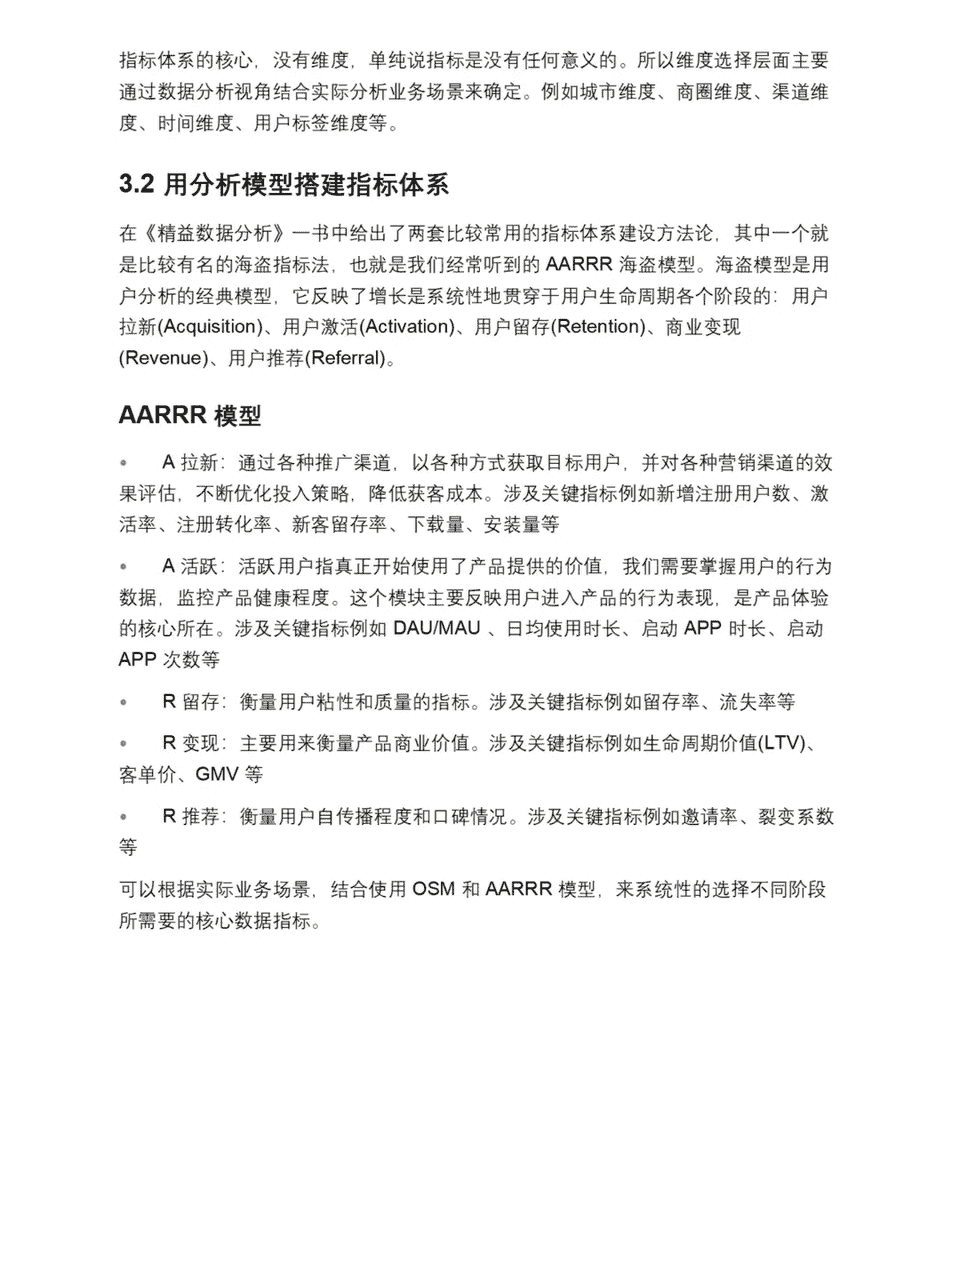 指标体系的核心，没有维度，单纯说指标是没有任何意义的。所以维度选择层面主要
通过数据分析视角结合实际分析业务场景来确定。例如城市维度、商圈维度、渠道维
度、时间维度、用户标签维度等。
3.2 用分析模型搭建指标体系
在《精益数据分析》一书中给出了两套比较常用的指标体系建设方法论，其中一个就
是比较有名的海盗指标法，也就是我们经常听到的 AARRR 海盗模型。海盗模型是用
户分析的经典模型，它反映了增长是系统性地贯穿于用户生命周期各个阶段的：用户
拉新(Acquisition)、用户激活(Activation)、用户留存(Retention)、商业变现
(Revenue)、用户推荐(Referral)。
AARRR 模型
• A 拉新：通过各种推广渠道，以各种方式获取目标用户，并对各种营销渠道的效
果评估，不断优化投入策略，降低获客成本。涉及关键指标例如新增注册用户数、激
活率、注册转化率、新客留存率、下载量、安装量等
• A 活跃：活跃用户指真正开始使用了产品提供的价值，我们需要掌握用户的行为
数据，监控产品健康程度。这个模块主要反映用户进入产品的行为表现，是产品体验
的核心所在。涉及关键指标例如 DAU/MAU 、日均使用时长、启动 APP 时长、启动
APP 次数等
• R 留存：衡量用户粘性和质量的指标。涉及关键指标例如留存率、流失率等
• R 变现：主要用来衡量产品商业价值。涉及关键指标例如生命周期价值(LTV)、
客单价、GMV 等
• R 推荐：衡量用户自传播程度和口碑情况。涉及关键指标例如邀请率、裂变系数
等
可以根据实际业务场景，结合使用 OSM 和 AARRR 模型，来系统性的选择不同阶段
所需要的核心数据指标。